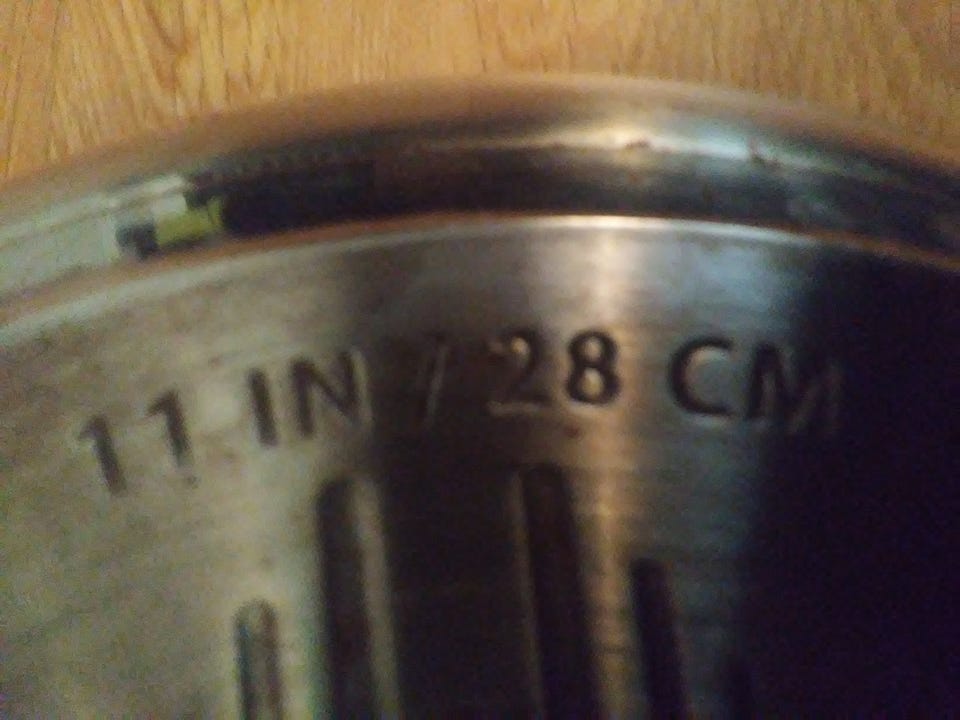 11 IN / 28 CM